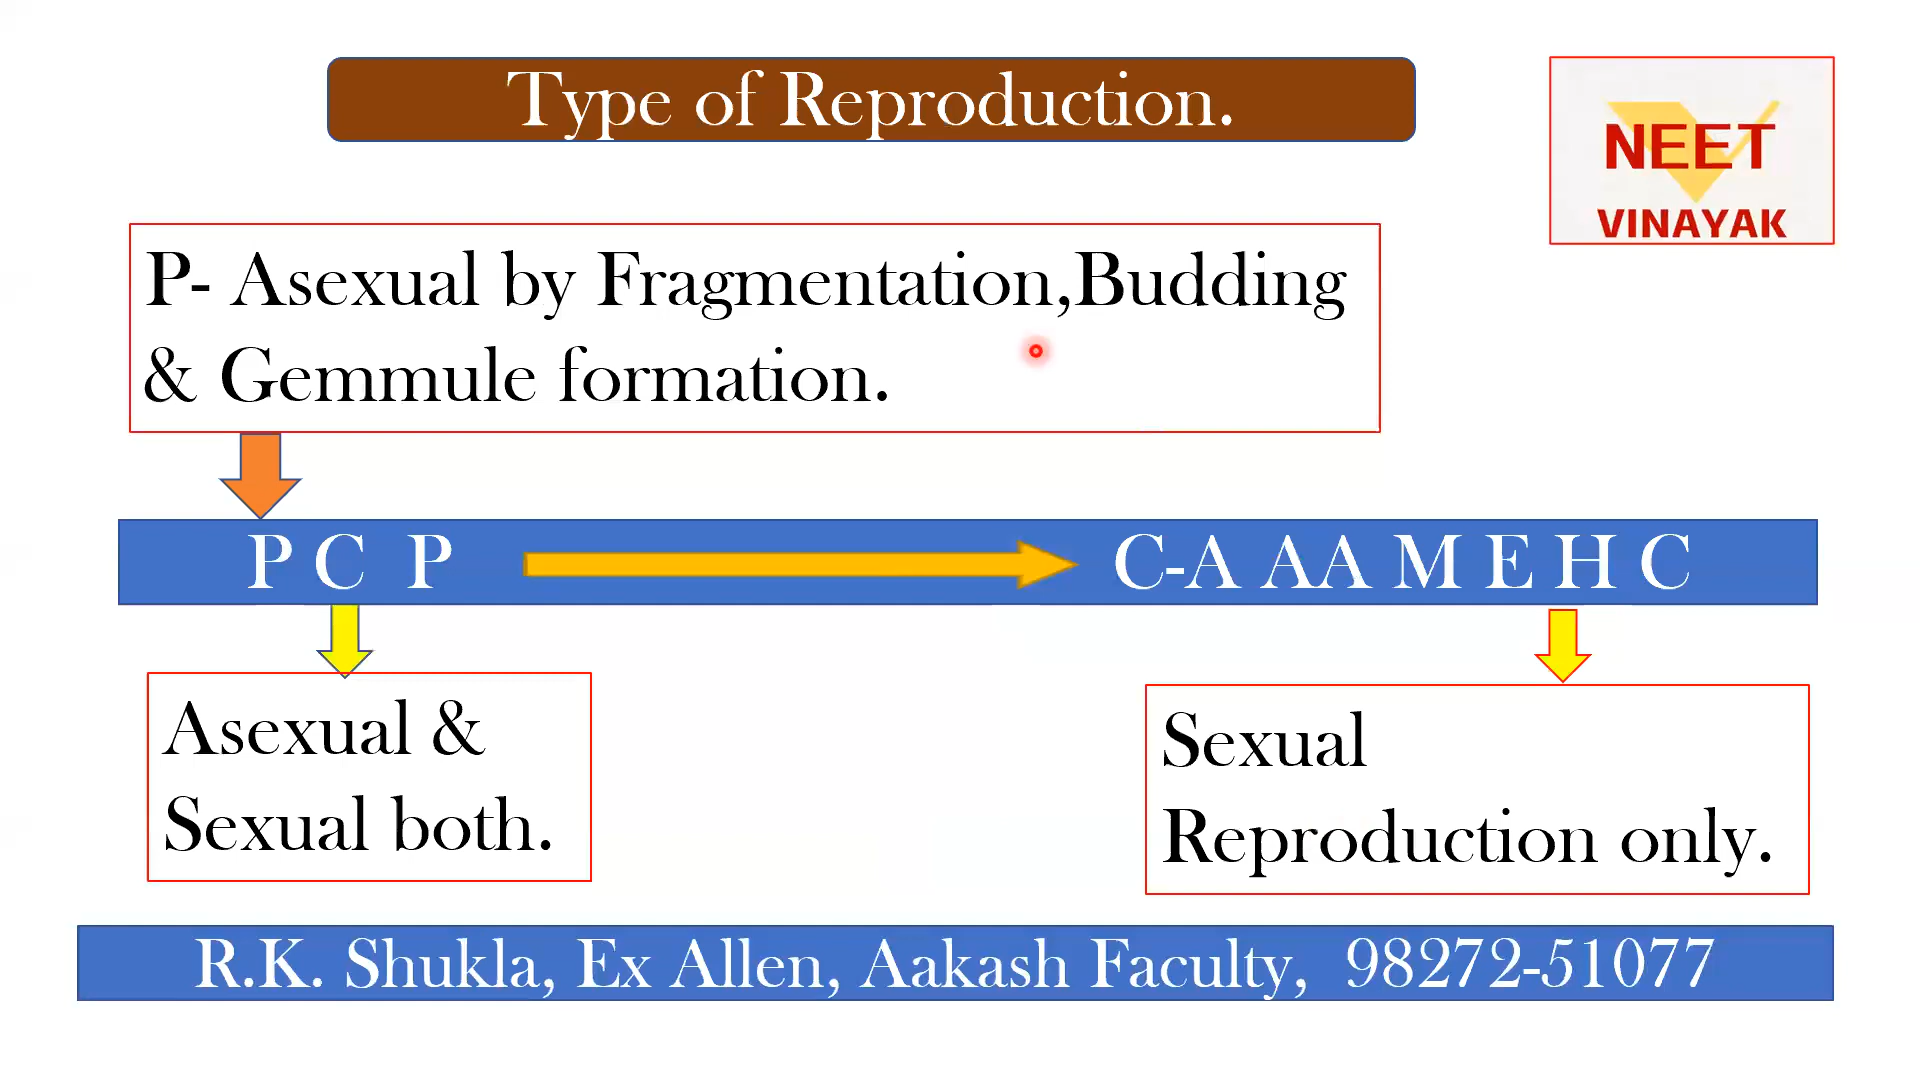 Type of Reproduction.
NEET
VINAYAK
P- Asexual by Fragmentation,Budding
& Gemmule formation.
P C P C-A AA M E H C
Asexual &
Sexual both.
Sexual
Reproduction only.
R.K. Shukla, Ex Allen, Aakash Faculty, 98272-51077